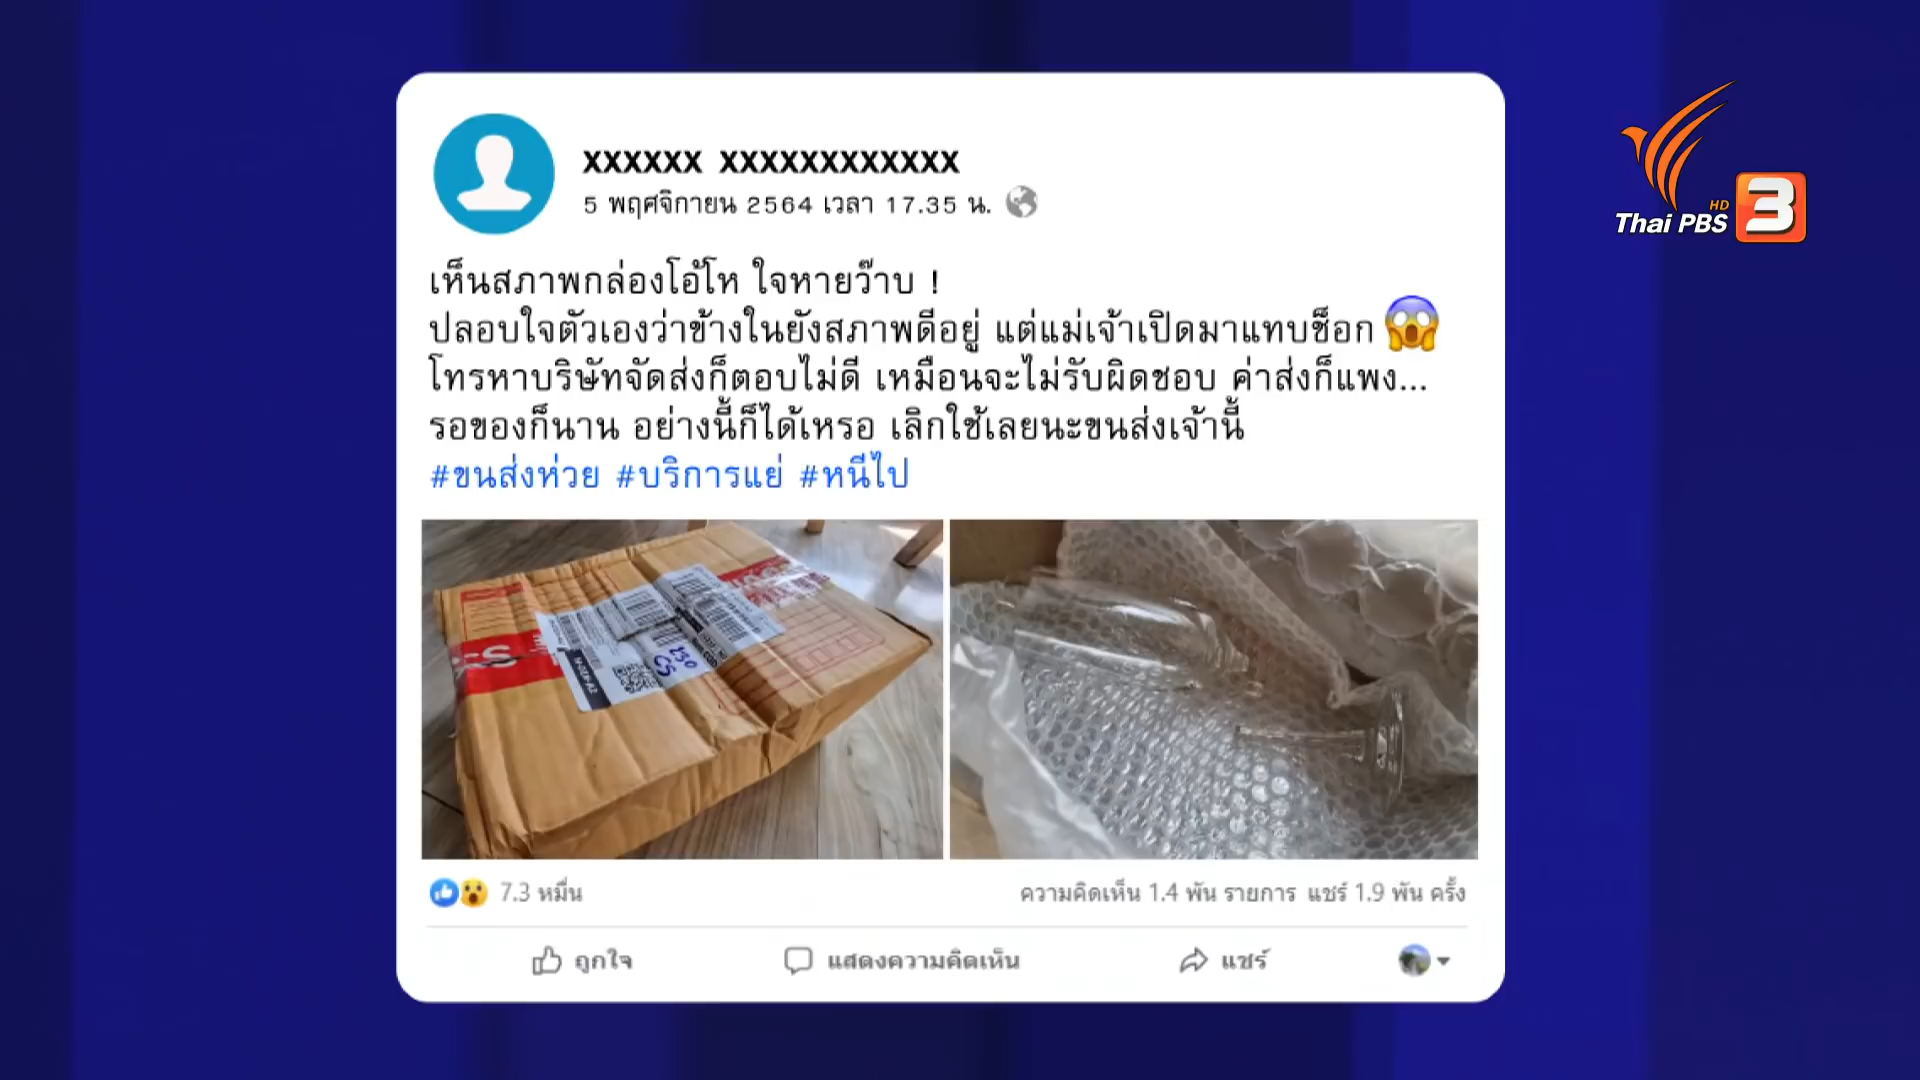 xxxxxx xxxxxxxxxxxx
5 พฤศจิกายน 2564 เวลา 17.35 น.
HD
Thai PBS 3
เห็นสภาพกล่องโอ้โห ใจหายว๊าบ !
ปลอบใจตัวเองว่าข้างในยังสภาพดีอยู่ แต่แม่เจ้าเปิดมาแทบช็อก
โทรหาบริษัทจัดส่งก็ตอบไม่ดี เหมือนจะไม่รับผิดชอบ ค่าส่งก็แพง...
รอของก็นาน อย่างนี้ก็ได้เหรอ เลิกใช้เลยนะขนส่งเจ้านี้
#ขนส่งห่วย #บริการแย่ #หนีไป
230
7.3 หมื่น
ความคิดเห็น 1.4 พัน รายการ แชร์ 1.9 พัน ครั้ง
ถูกใจ
แสดงความคิดเห็น
แชร์